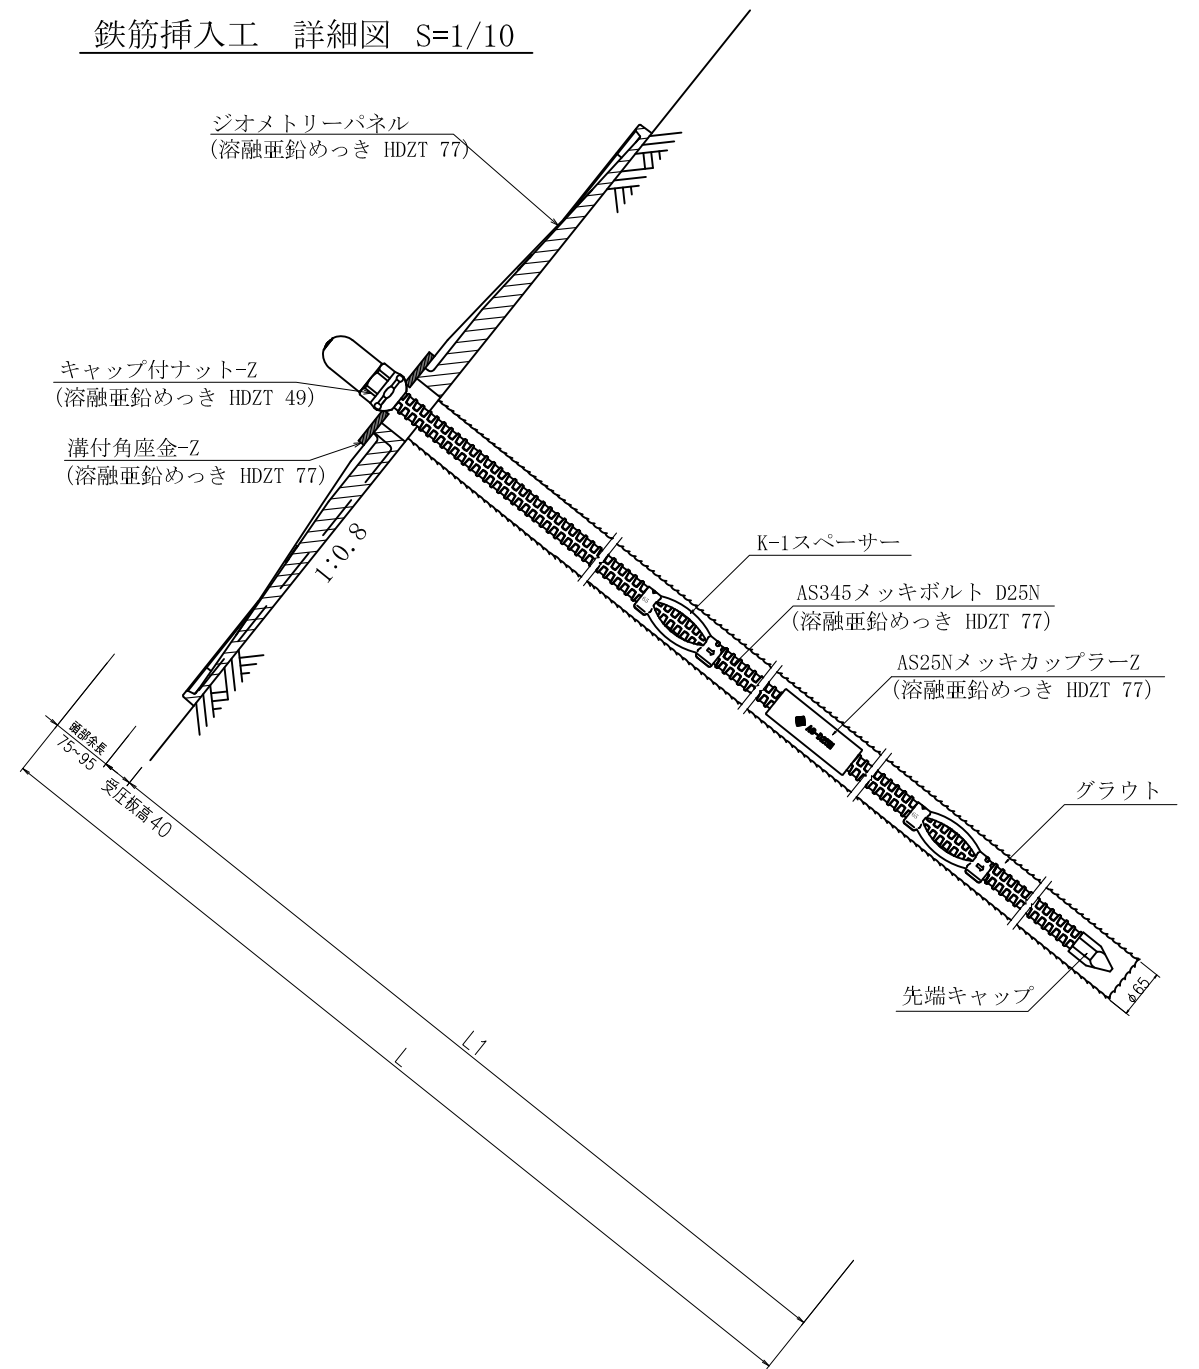 鉄筋挿入工　詳細図　S=1/10
ジオメトリーパネル
(溶融亜鉛めっき HDZT 77)
キャップ付ナット-Z
(溶融亜鉛めっき HDZT 49)
溝付角座金-Z
(溶融亜鉛めっき HDZT 77)
1:0.8
K-1スペーサー
AS345メッキボルト D25N
(溶融亜鉛めっき HDZT 77)
AS25NメッキカップラーZ
(溶融亜鉛めっき HDZT 77)
グラウト
先端キャップ
φ65
頭部余長
75~95
受圧板高40
L1
L